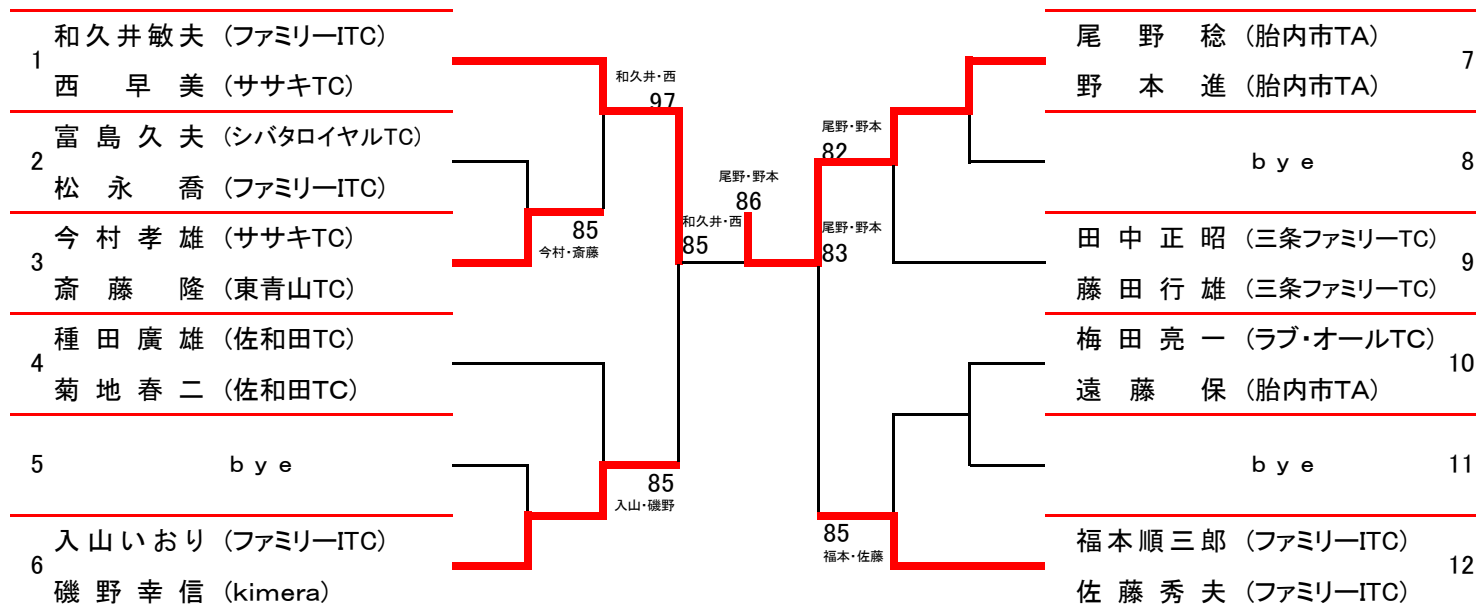 1
和久井敏夫 (ファミリーITC)
西早美 (ササキTC)
2
富島久夫 (シバタロイヤルTC)
松永喬 (ファミリーITC)
3
今村孝雄 (ササキTC)
斎藤隆 (東青山TC)
4
種田廣雄 (佐和田TC)
菊地春二 (佐和田TC)
5
bye
6
入山いおり (ファミリーITC)
磯野幸信 (kimera)
和久井・西
97
85
今村・斎藤
85
入山・磯野
和久井・西
85
尾野・野本
86
尾野・野本
82
尾野・野本
83
85
福本・佐藤
尾野稔 (胎内市TA)
野本進 (胎内市TA)
7
bye
8
田中正昭 (三条ファミリーTC)
藤田行雄 (三条ファミリーTC)
9
梅田亮一 (ラブ・オールTC)
遠藤保 (胎内市TA)
10
bye
11
福本順三郎 (ファミリーITC)
佐藤秀夫 (ファミリーITC)
12